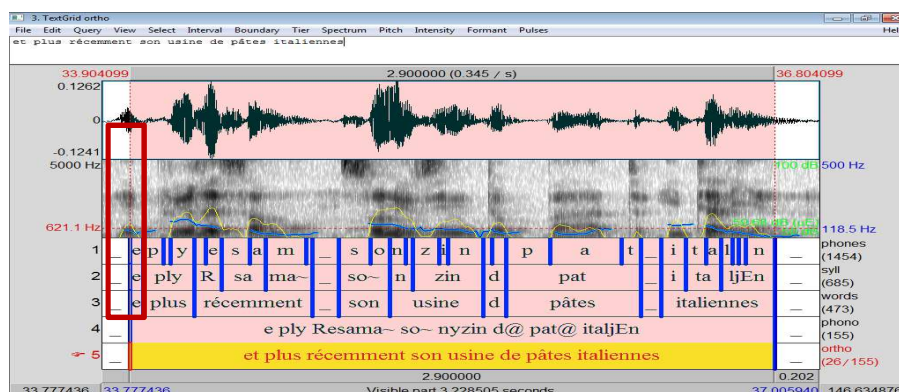 3. TextGrid ortho
File Edit Query View Select Interval Boundary Tier Spectrum Pitch Intensity Formant Pulses Hel
et plus récemment son usine de pâtes italiennes
33.904099 2.900000 (0.345 / s) 36.804099
0.1262
0
-0.1241
5000 Hz 100 dB 500 Hz
621.1 Hz 118.5 Hz
1 _ e p y e s a m _ s o n z i n p a t _ i t a l n _ phones
(1454)
2 _ e ply R sa ma~ _ so~ n zin d pat _ i ta ljEn _ syll
(685)
3 _ e plus récemment _ son usine d pâtes _ italiennes _ words
(473)
4 _ e ply Resama~ so~ nyzin d@ pat@ italjEn _ phono
(155)
5 _ et plus récemment son usine de pâtes italiennes _ ortho
(26/155)
2.900000 0.202
33.777436 33.777436 Visible part 3.228505 seconds 37.005940 146.634876